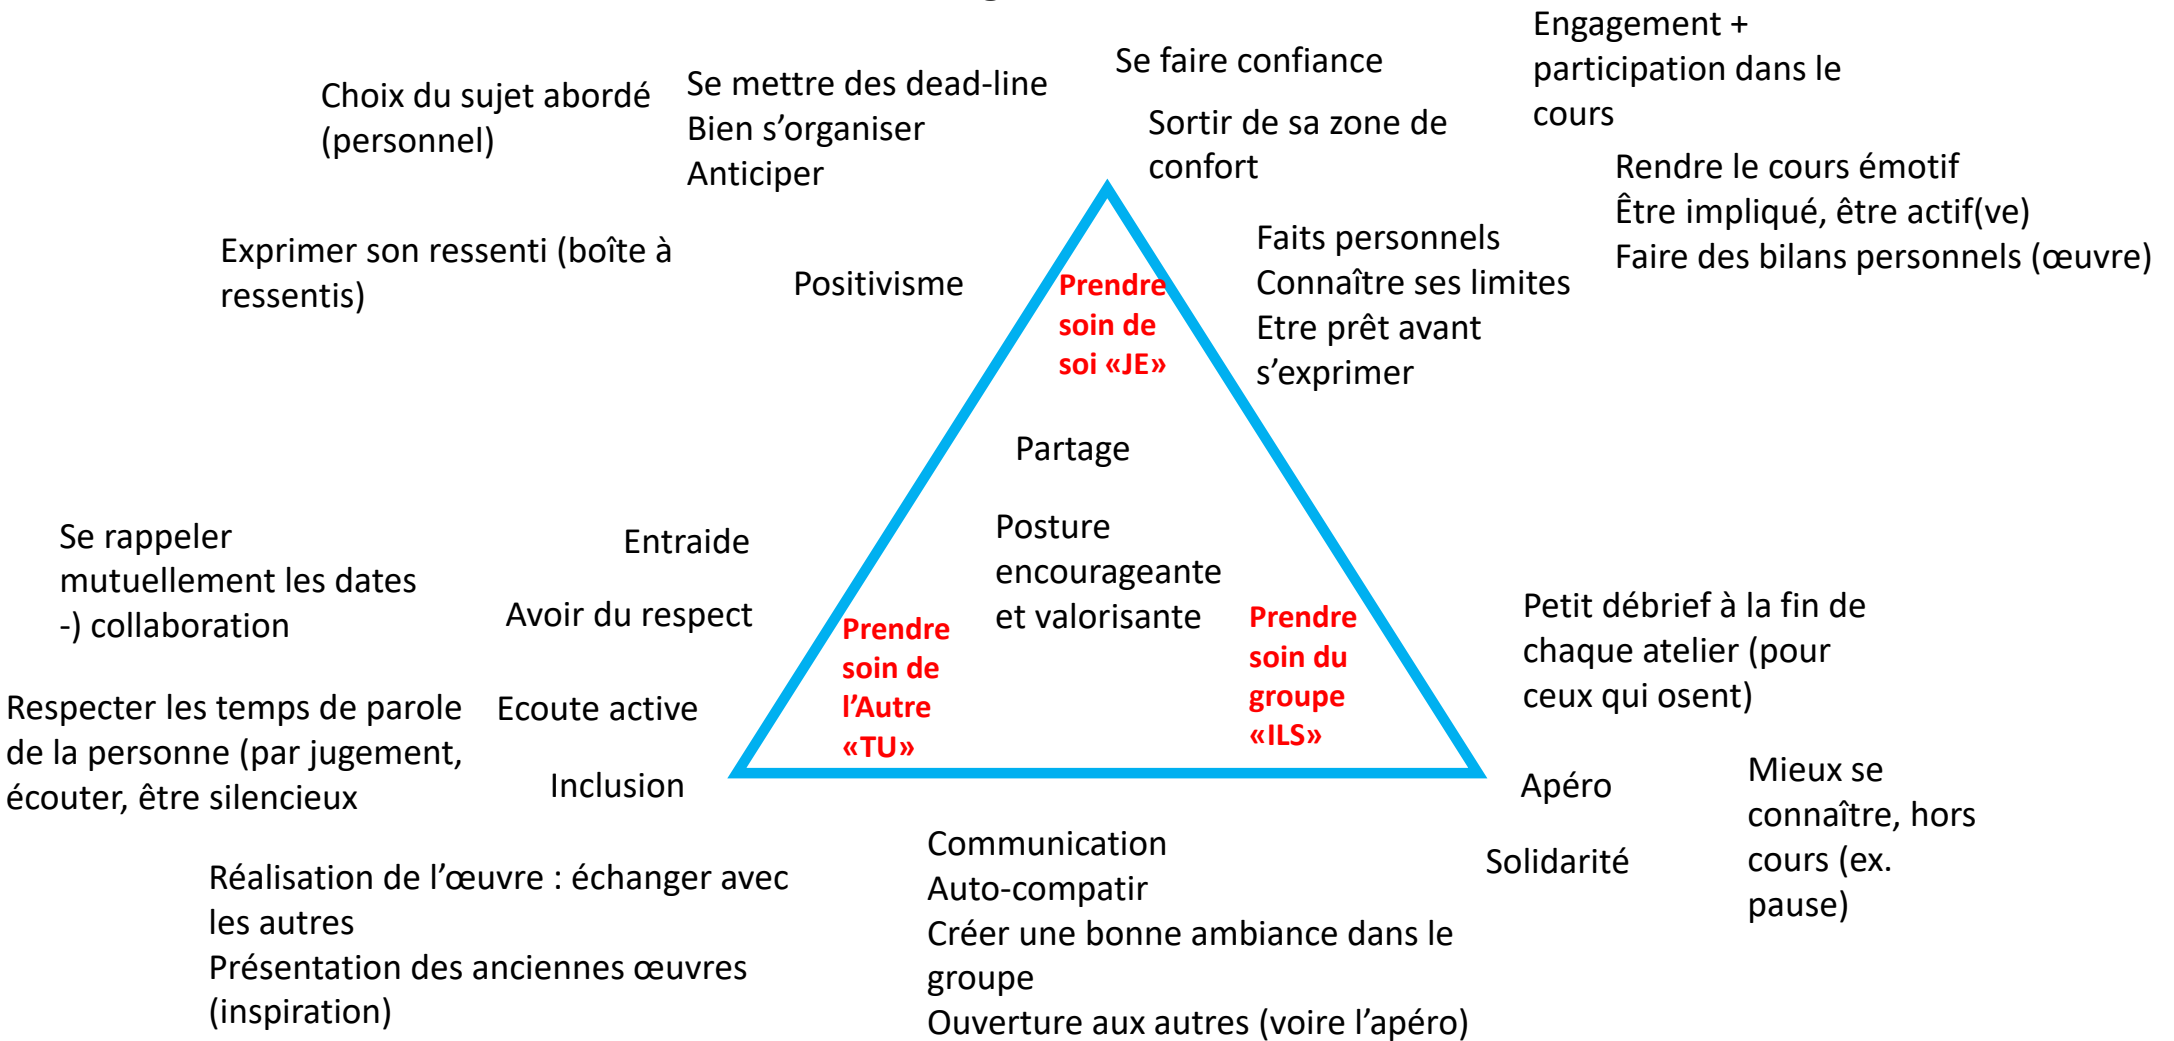 Engagement +
participation dans le
cours
Se faire confiance
Choix du sujet abordé
(personnel)
Se mettre des dead-line
Bien s’organiser
Anticiper
Sortir de sa zone de
confort
Rendre le cours émotif
Être impliqué, être actif(ve)
Faire des bilans personnels (œuvre)
Exprimer son ressenti (boîte à
ressentis)
Positivisme
Prendre
soin de
soi «JE»
Faits personnels
Connaître ses limites
Etre prêt avant
s’exprimer
Partage
Posture
encourageante
et valorisante
Se rappeler
mutuellement les dates
-) collaboration
Entraide
Avoir du respect
Prendre
soin de
l’Autre
«TU»
Prendre
soin du
groupe
«ILS»
Petit débrief à la fin de
chaque atelier (pour
ceux qui osent)
Respecter les temps de parole
de la personne (par jugement,
écouter, être silencieux
Ecoute active
Inclusion
Apéro
Mieux se
connaître, hors
cours (ex.
pause)
Solidarité
Réalisation de l’œuvre : échanger avec
les autres
Présentation des anciennes œuvres
(inspiration)
Communication
Auto-compatir
Créer une bonne ambiance dans le
groupe
Ouverture aux autres (voire l’apéro)